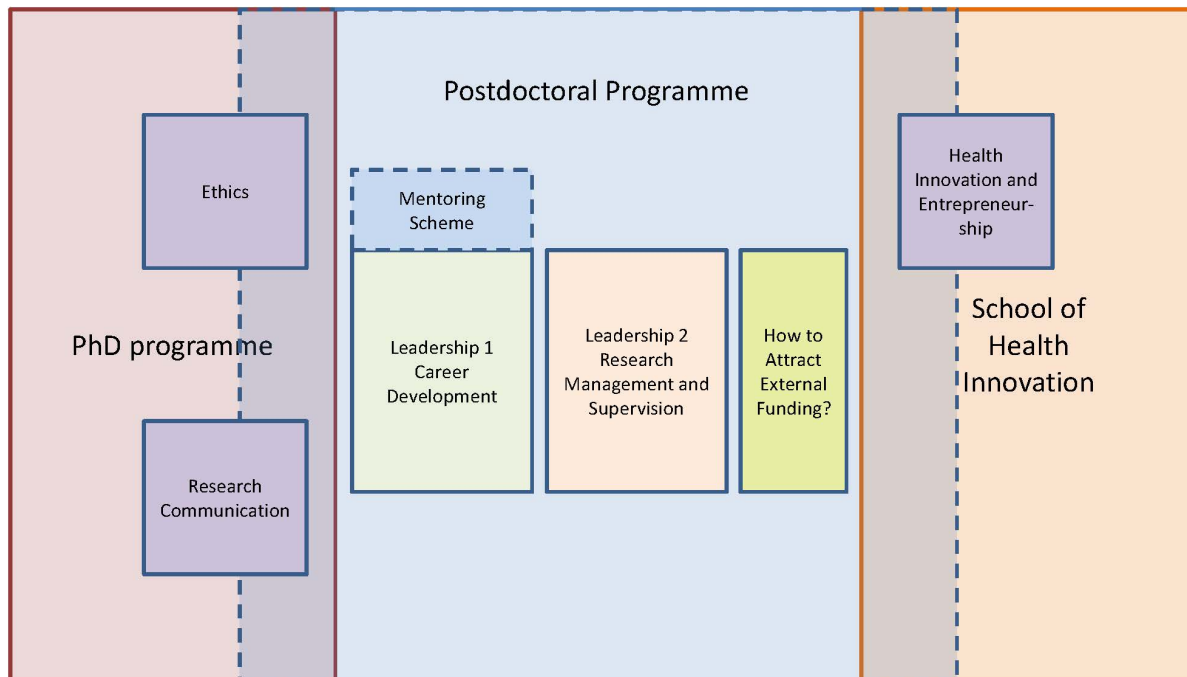 Postdoctoral Programme
Ethics
Mentoring
Scheme
Health
Innovation and
Entrepreneur-
ship
PhD programme
Leadership 1
Career
Development
Leadership 2
Research
Management and
Supervision
How to
Attract
External
Funding?
School of
Health
Innovation
Research
Communication